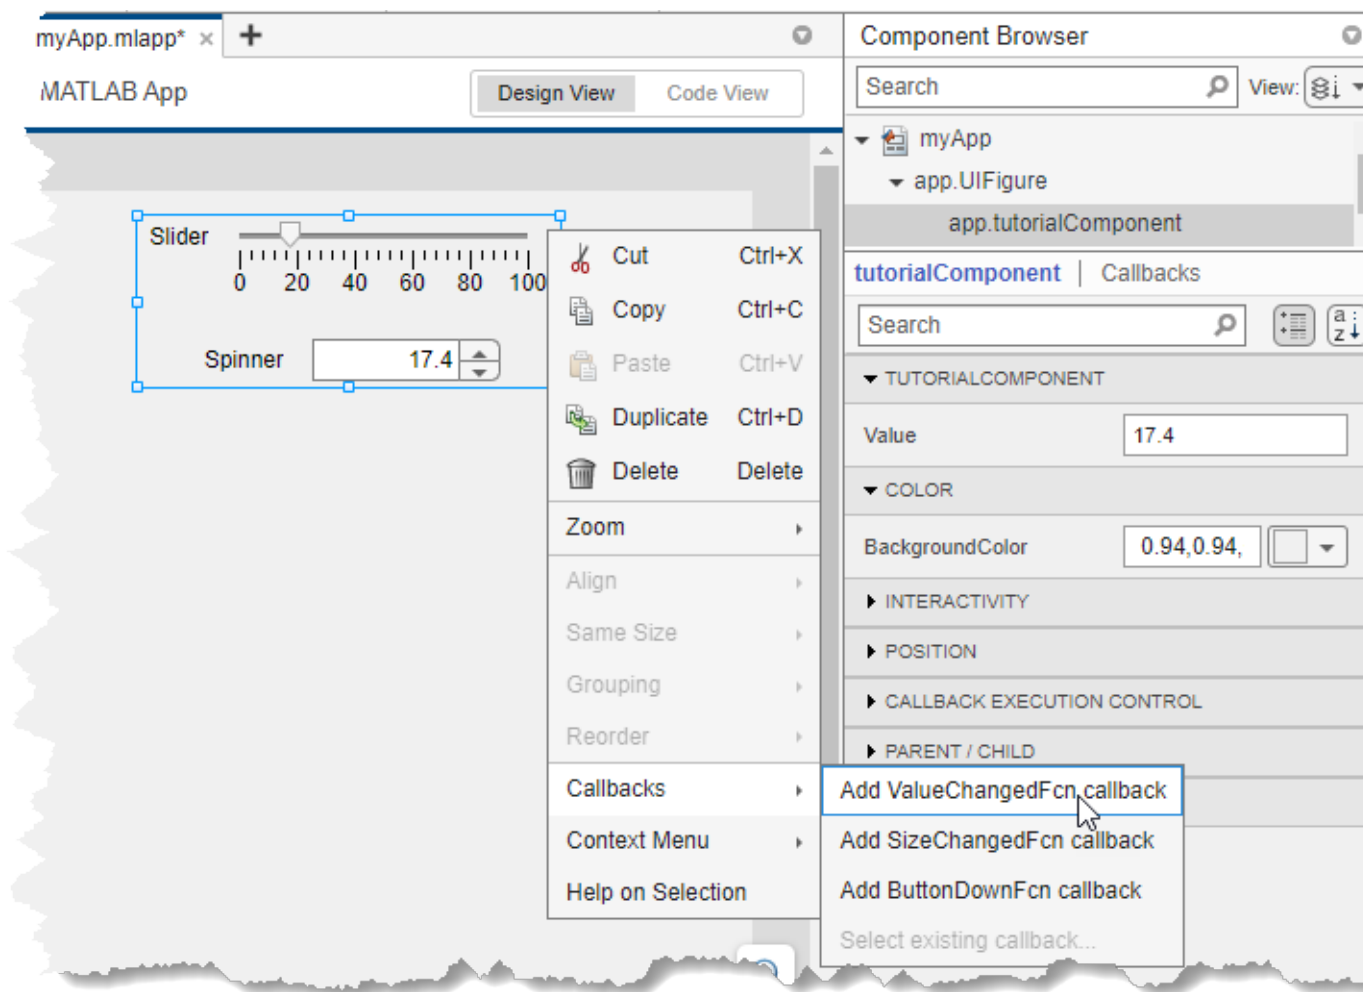 myApp.mlapp* × +
MATLAB App
Design View Code View
Slider
0 20 40 60 80 100
Spinner 17.4
Cut Ctrl+X
Copy Ctrl+C
Paste Ctrl+V
Duplicate Ctrl+D
Delete Delete
Zoom
Align
Same Size
Grouping
Reorder
Callbacks
Context Menu
Help on Selection
Add ValueChangedFcn callback
Add SizeChangedFcn callback
Add ButtonDownFcn callback
Select existing callback...
Component Browser
Search View:
myApp
app.UIFigure
app.tutorialComponent
tutorialComponent | Callbacks
Search
TUTORIALCOMPONENT
Value 17.4
COLOR
BackgroundColor 0.94,0.94,
INTERACTIVITY
POSITION
CALLBACK EXECUTION CONTROL
PARENT / CHILD